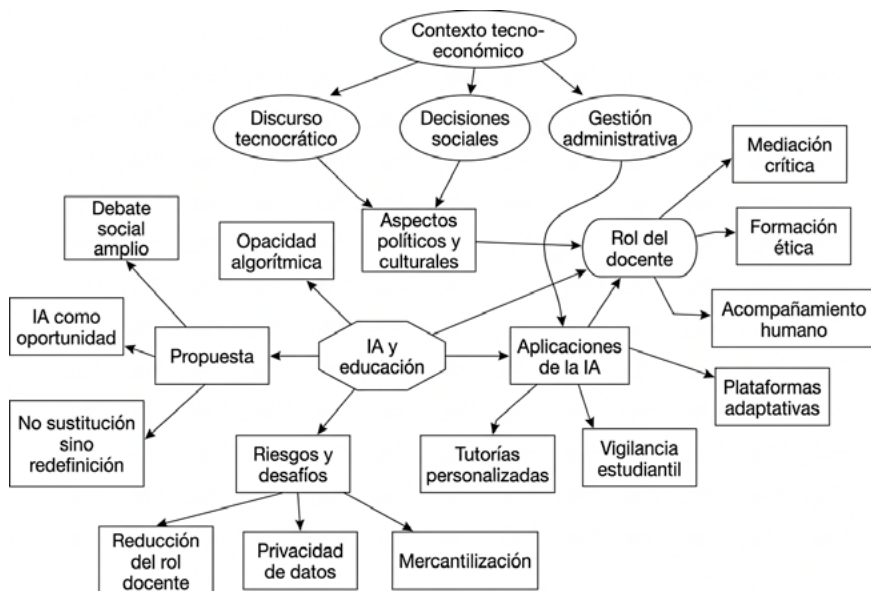 Contexto tecno-
económico
Discurso
tecnocrático
Decisiones
sociales
Gestión
administrativa
Mediación
crítica
Debate
social
amplio
Opacidad
algorítmica
Aspectos
políticos y
culturales
Rol del
docente
Formación
ética
Acompañamiento
humano
IA como
oportunidad
Propuesta
IA y
educación
Aplicaciones
de la IA
Plataformas
adaptativas
No sustitución
sino
redefinición
Riesgos y
desafíos
Tutorías
personalizadas
Vigilancia
estudiantil
Reducción
del rol
docente
Privacidad
de datos
Mercantilización